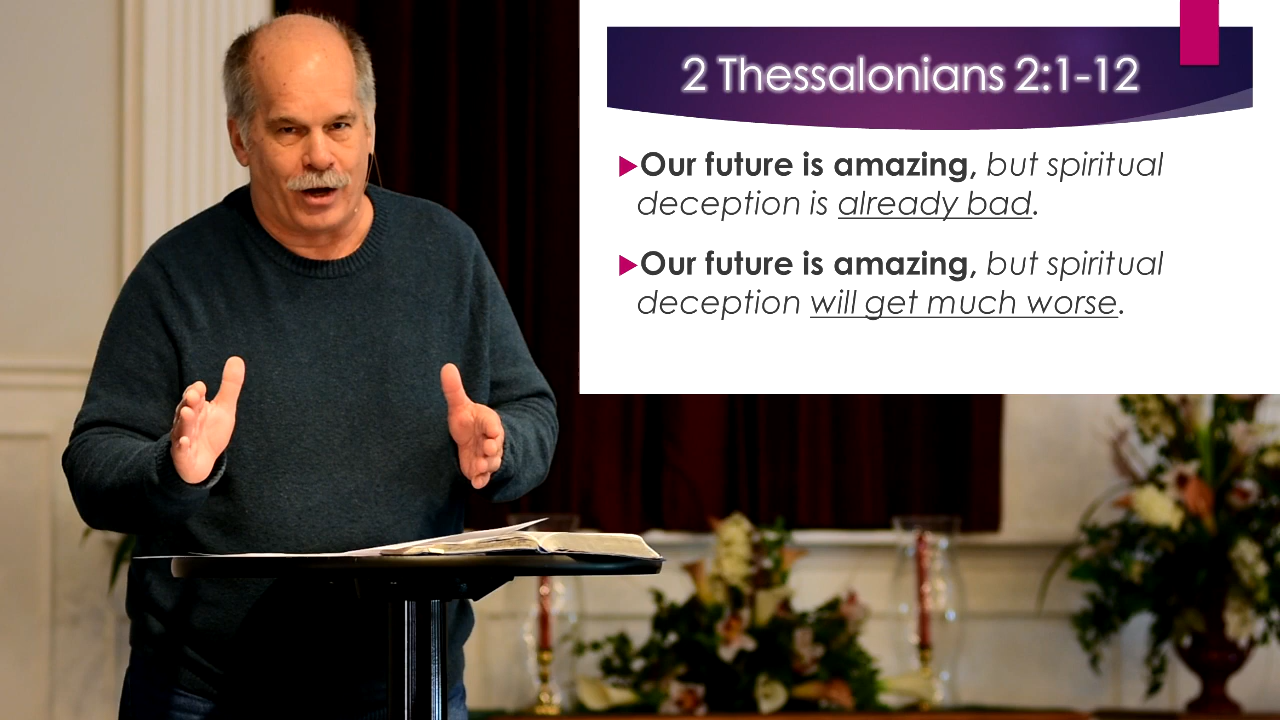 2 Thessalonians 2:1-12
Our future is amazing, but spiritual
deception is already bad.
Our future is amazing, but spiritual
deception will get much worse.